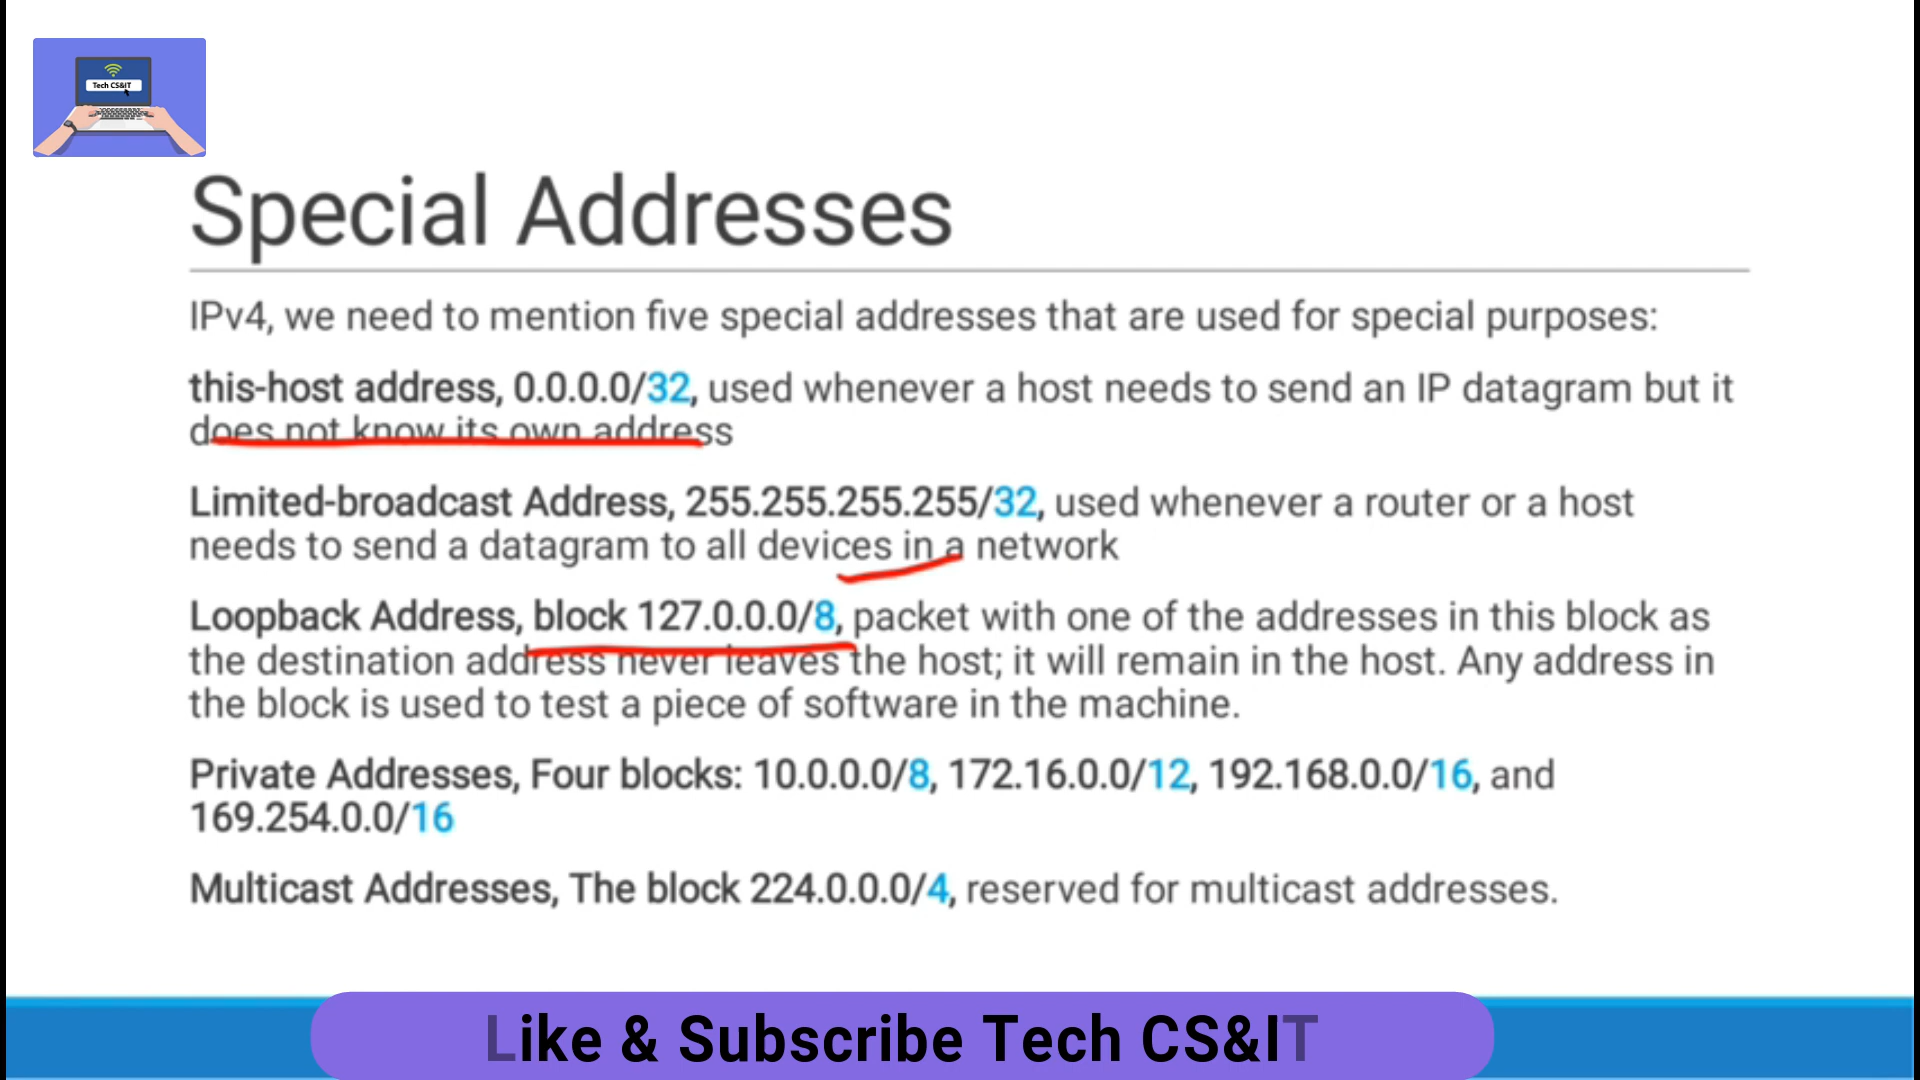 Tech CS&IT
Special Addresses
IPv4, we need to mention five special addresses that are used for special purposes:
this-host address, 0.0.0.0/32, used whenever a host needs to send an IP datagram but it
does not know its own address
Limited-broadcast Address, 255.255.255.255/32, used whenever a router or a host
needs to send a datagram to all devices in a network
Loopback Address, block 127.0.0.0/8, packet with one of the addresses in this block as
the destination address never leaves the host; it will remain in the host. Any address in
the block is used to test a piece of software in the machine.
Private Addresses, Four blocks: 10.0.0.0/8, 172.16.0.0/12, 192.168.0.0/16, and
169.254.0.0/16
Multicast Addresses, The block 224.0.0.0/4, reserved for multicast addresses.
Like & Subscribe Tech CS&IT